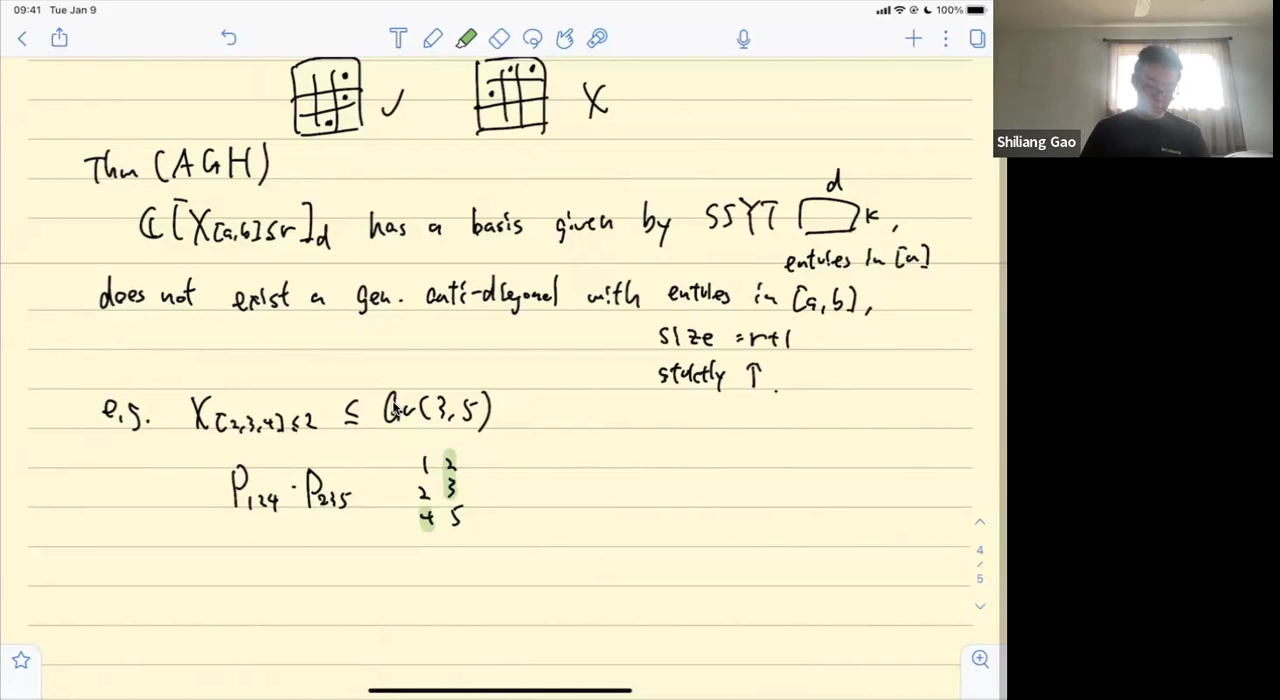 09:41 Tue Jan 9
100%
Shiliang Gao
Thm (AGH)
ℂ[X[a,b]≤r]d has a basis given by SSYT d k,
entries in [n]
does not exist a gen. anti-diagonal with entries in [a,b],
size = r+1
strictly ↑.
e.g. X[2,3,4]≤2 ⊆ Gr(3,5)
P124 · P235
1 2
2 3
4 5
4
/
5